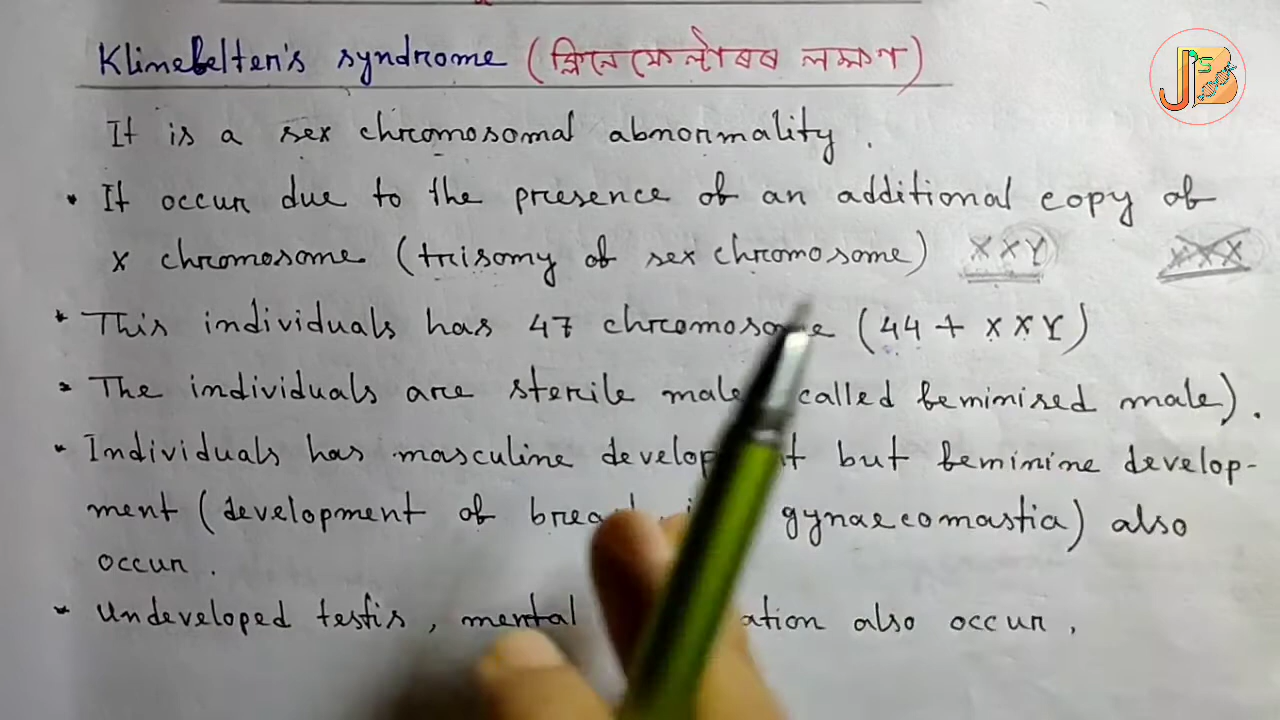 Klinefelter's syndrome (ক্লিনেফেল্টাৰৰ লক্ষণ)
It is a sex chromosomal abnormality.
* It occur due to the presence of an additional copy of
X chromosome (trisomy of sex chromosome) XXY XXX
* This individuals has 47 chromosome (44 + XXY)
* The individuals are sterile male called feminised male).
* Individuals has masculine but feminine develop-
ment (development of gynaecomastia) also
occur.
* Undeveloped testis, mental also occur.
JB's